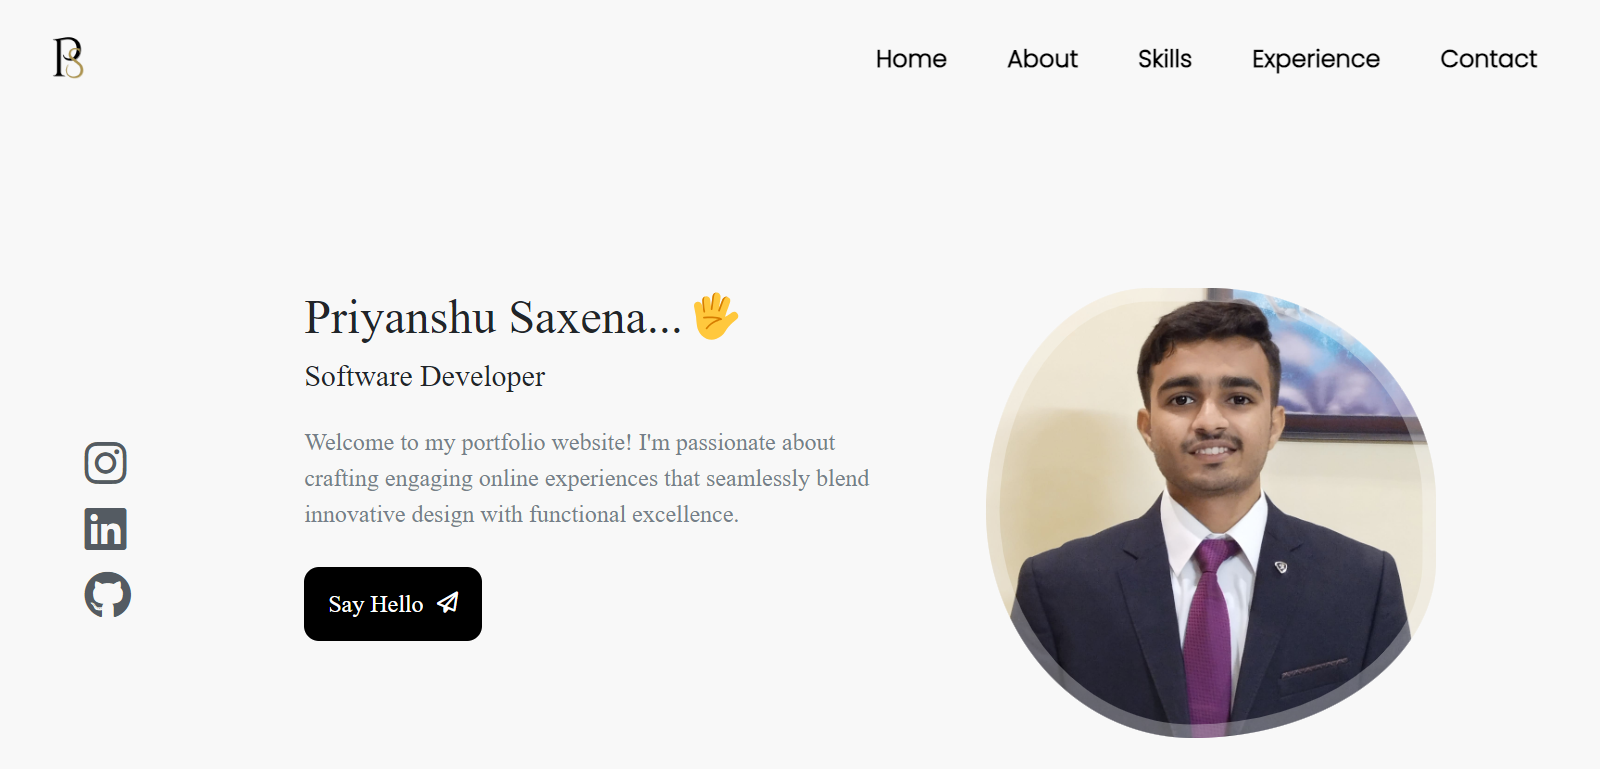 PS
Home About Skills Experience Contact
Priyanshu Saxena... 🖐
Software Developer
Welcome to my portfolio website! I'm passionate about
crafting engaging online experiences that seamlessly blend
innovative design with functional excellence.
in
Say Hello